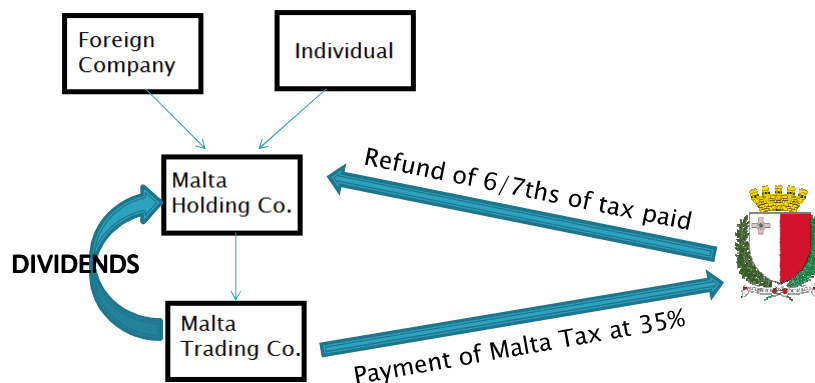 Foreign
Company
Individual
Malta
Holding Co.
Refund of 6/7ths of tax paid
DIVIDENDS
Malta
Trading Co.
Payment of Malta Tax at 35%